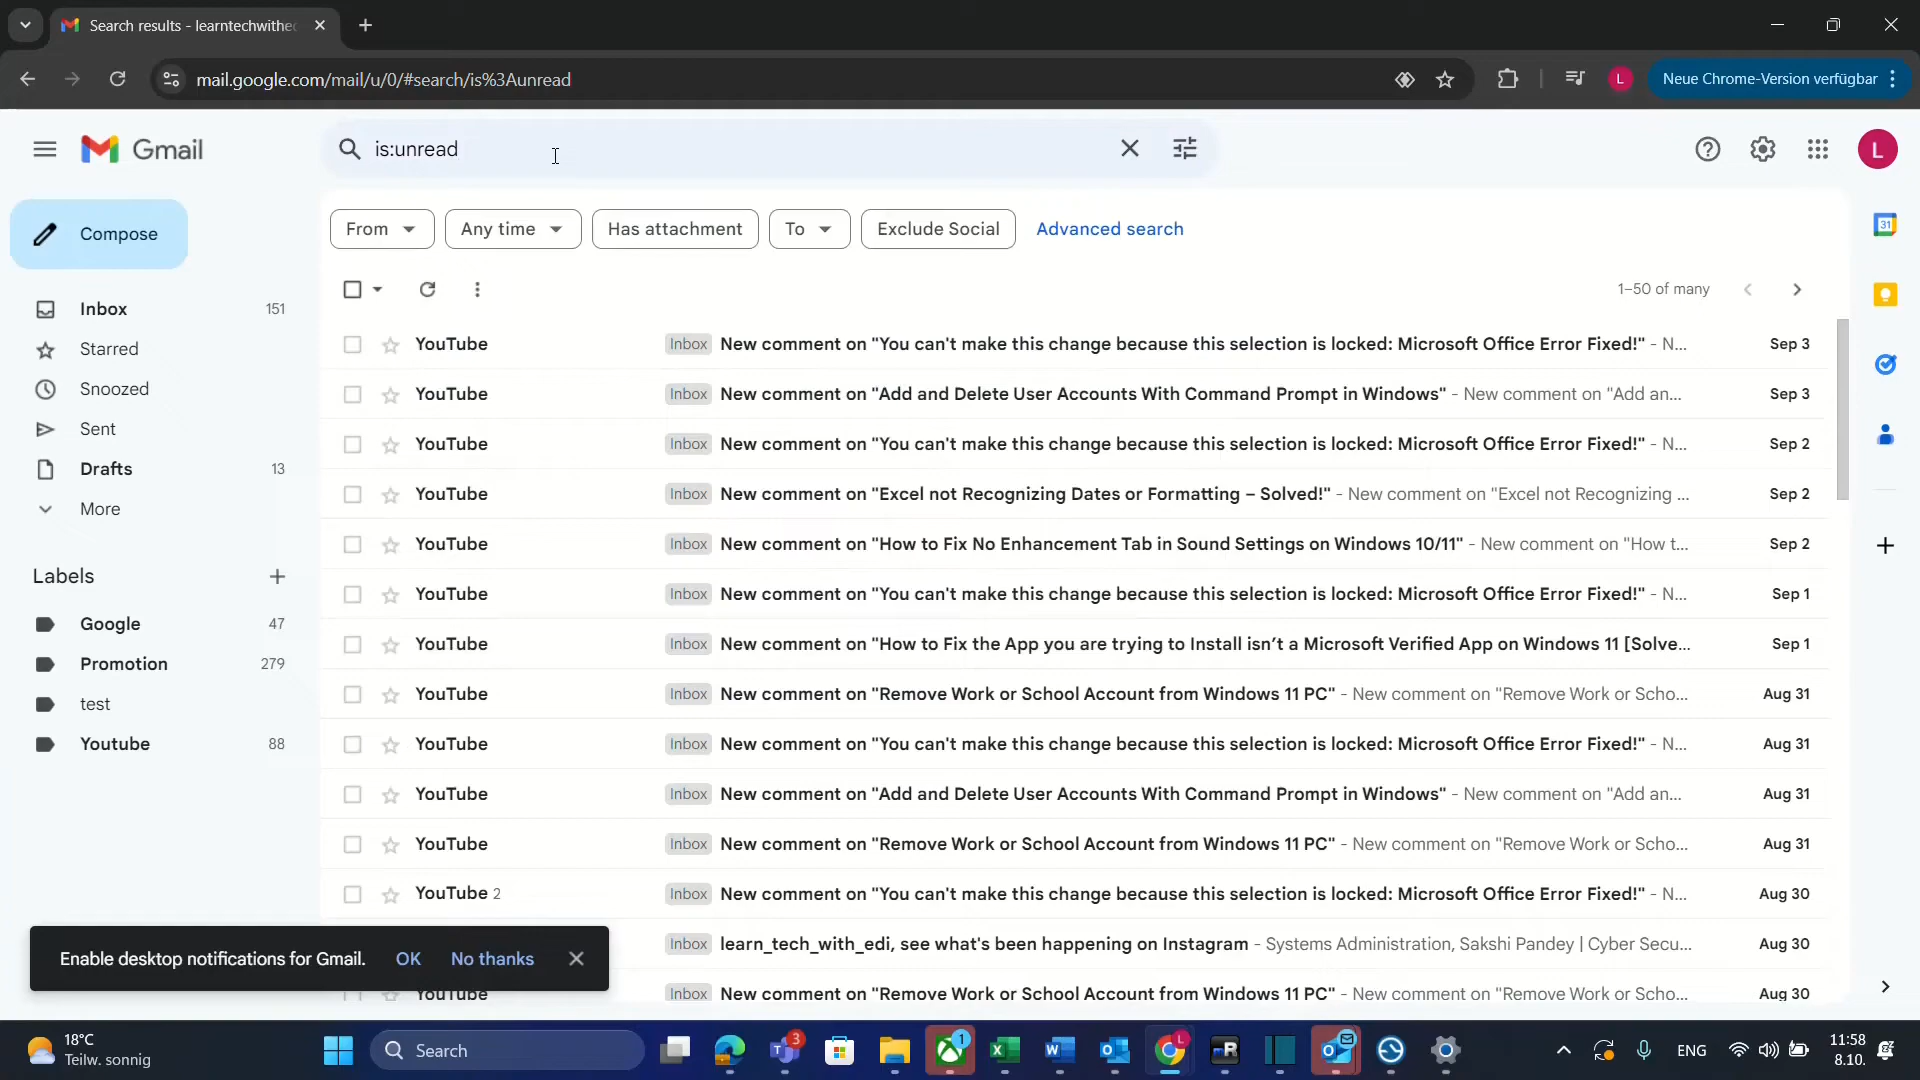 Search results - learntechwithed
mail.google.com/mail/u/0/#search/is%3Aunread
L
Neue Chrome-Version verfügbar
Gmail
is:unread
L
Compose
From
Any time
Has attachment
To
Exclude Social
Advanced search
1–50 of many
Inbox 151
Starred
Snoozed
Sent
Drafts 13
More
Labels
Google 47
Promotion 279
test
Youtube 88
31
YouTube Inbox New comment on "You can't make this change because this selection is locked: Microsoft Office Error Fixed!" - N... Sep 3
YouTube Inbox New comment on "Add and Delete User Accounts With Command Prompt in Windows" - New comment on "Add an... Sep 3
YouTube Inbox New comment on "You can't make this change because this selection is locked: Microsoft Office Error Fixed!" - N... Sep 2
YouTube Inbox New comment on "Excel not Recognizing Dates or Formatting – Solved!" - New comment on "Excel not Recognizing ... Sep 2
YouTube Inbox New comment on "How to Fix No Enhancement Tab in Sound Settings on Windows 10/11" - New comment on "How t... Sep 2
YouTube Inbox New comment on "You can't make this change because this selection is locked: Microsoft Office Error Fixed!" - N... Sep 1
YouTube Inbox New comment on "How to Fix the App you are trying to Install isn't a Microsoft Verified App on Windows 11 [Solve... Sep 1
YouTube Inbox New comment on "Remove Work or School Account from Windows 11 PC" - New comment on "Remove Work or Scho... Aug 31
YouTube Inbox New comment on "You can't make this change because this selection is locked: Microsoft Office Error Fixed!" - N... Aug 31
YouTube Inbox New comment on "Add and Delete User Accounts With Command Prompt in Windows" - New comment on "Add an... Aug 31
YouTube Inbox New comment on "Remove Work or School Account from Windows 11 PC" - New comment on "Remove Work or Scho... Aug 31
YouTube 2 Inbox New comment on "You can't make this change because this selection is locked: Microsoft Office Error Fixed!" - N... Aug 30
Inbox learn_tech_with_edi, see what's been happening on Instagram - Systems Administration, Sakshi Pandey | Cyber Secu... Aug 30
YouTube Inbox New comment on "Remove Work or School Account from Windows 11 PC" - New comment on "Remove Work or Scho... Aug 30
Enable desktop notifications for Gmail. OK No thanks
18°C
Teilw. sonnig
Search
3
1
L
R
ENG
11:58
8.10.